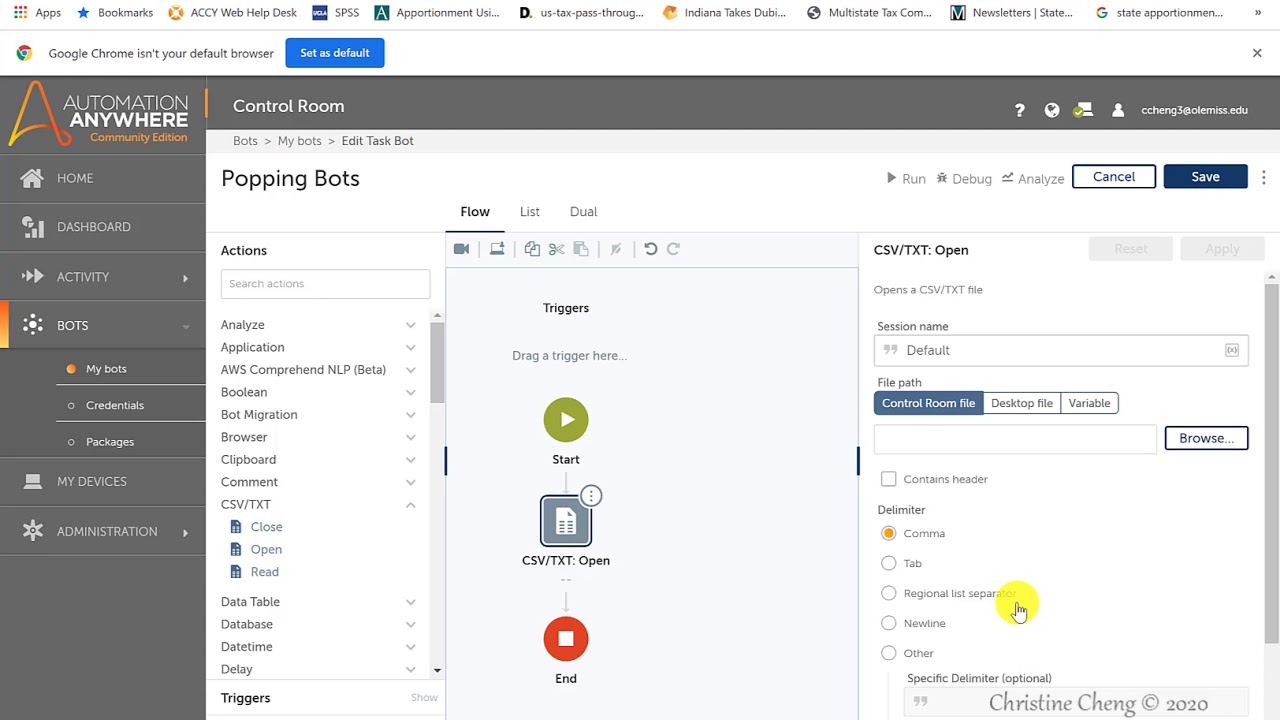 Apps Bookmarks ACCY Web Help Desk SPSS Apportionment Usi... us-tax-pass-throug... Indiana Takes Dubi... Multistate Tax Com... Newsletters | State... state apportionmen... »
Google Chrome isn't your default browser Set as default
AUTOMATION
ANYWHERE
Community Edition
Control Room
? ccheng3@olemiss.edu
Bots > My bots > Edit Task Bot
HOME
DASHBOARD
ACTIVITY
BOTS
My bots
Credentials
Packages
MY DEVICES
ADMINISTRATION
Popping Bots
Run Debug Analyze Cancel Save
Flow List Dual
Actions
Search actions
Analyze
Application
AWS Comprehend NLP (Beta)
Boolean
Bot Migration
Browser
Clipboard
Comment
CSV/TXT
Close
Open
Read
Data Table
Database
Datetime
Delay
Triggers Show
Triggers
Drag a trigger here...
Start
CSV/TXT: Open
--
End
CSV/TXT: Open Reset Apply
Opens a CSV/TXT file
Session name
Default (x)
File path
Control Room file Desktop file Variable
Browse...
Contains header
Delimiter
Comma
Tab
Regional list separator
Newline
Other
Specific Delimiter (optional)
Christine Cheng © 2020